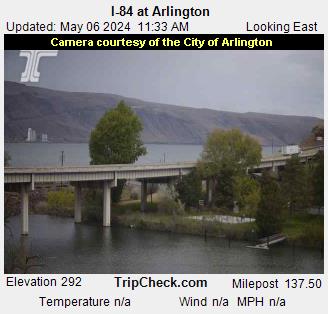 I-84 at Arlington
Updated: May 06 2024 11:33 AM Looking East
Camera courtesy of the City of Arlington
Elevation 292 TripCheck.com Milepost 137.50
Temperature n/a Wind n/a MPH n/a